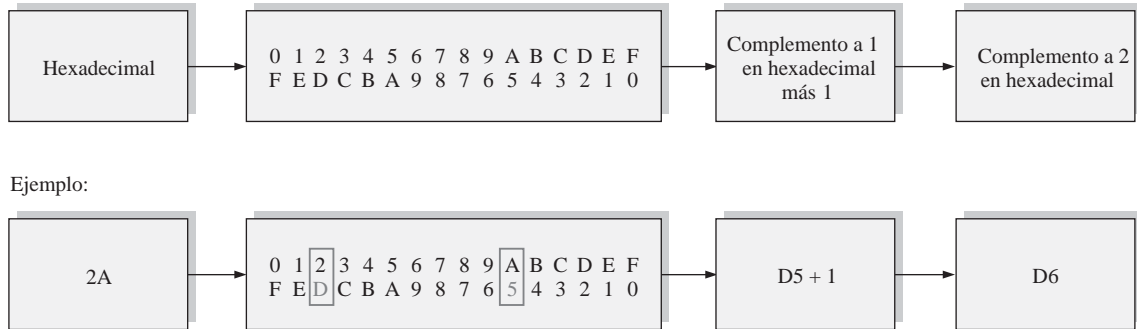 Hexadecimal
0 1 2 3 4 5 6 7 8 9 A B C D E F
F E D C B A 9 8 7 6 5 4 3 2 1 0
Complemento a 1
en hexadecimal
más 1
Complemento a 2
en hexadecimal
Ejemplo:
2A
0 1 2 3 4 5 6 7 8 9 A B C D E F
F E D C B A 9 8 7 6 5 4 3 2 1 0
D5 + 1
D6